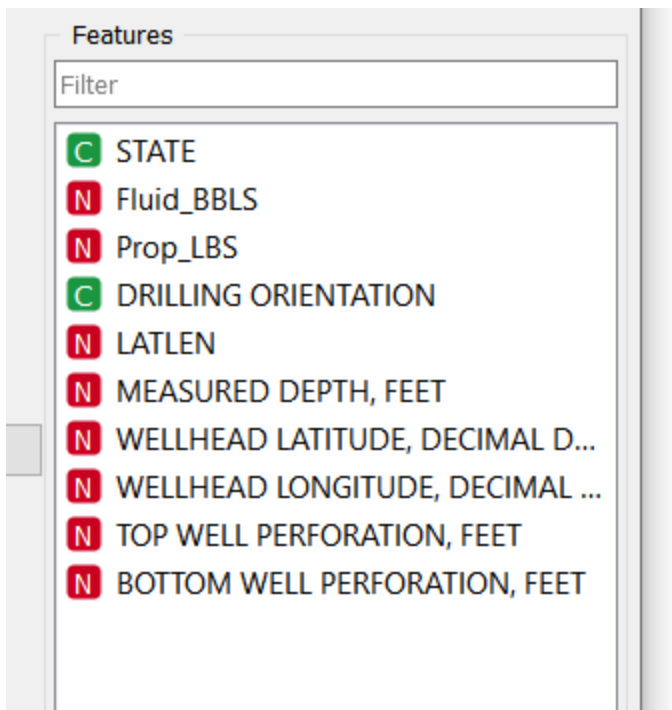 Features
Filter
C STATE
N Fluid_BBLS
N Prop_LBS
C DRILLING ORIENTATION
N LATLEN
N MEASURED DEPTH, FEET
N WELLHEAD LATITUDE, DECIMAL D...
N WELLHEAD LONGITUDE, DECIMAL ...
N TOP WELL PERFORATION, FEET
N BOTTOM WELL PERFORATION, FEET